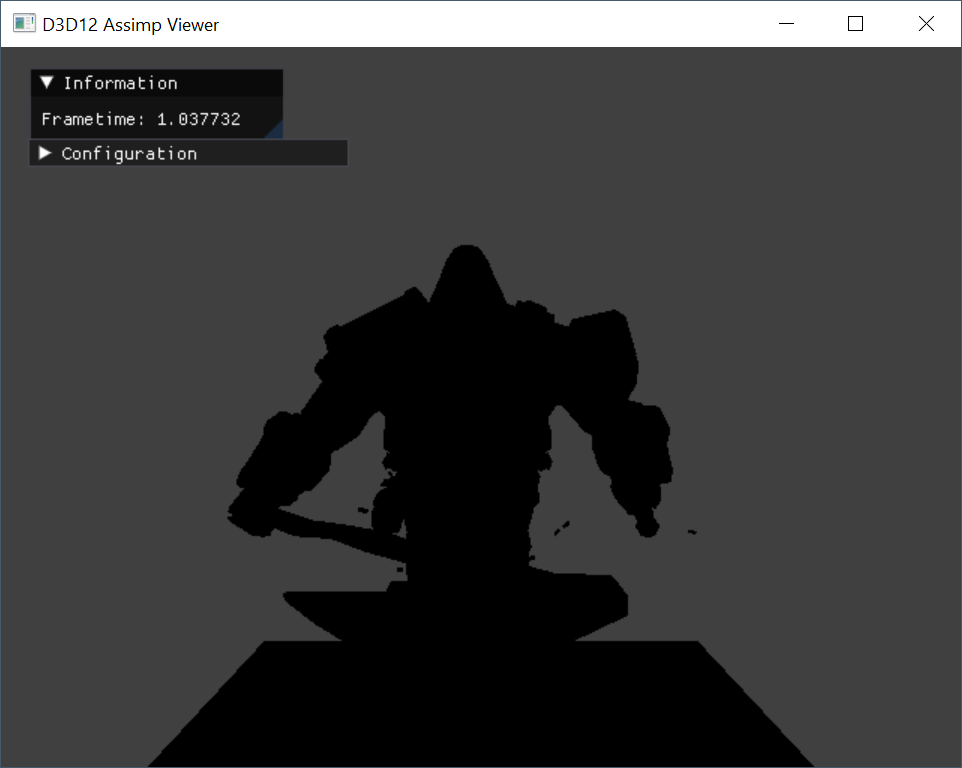 D3D12 Assimp Viewer
Information
Frametime: 1.037732
Configuration